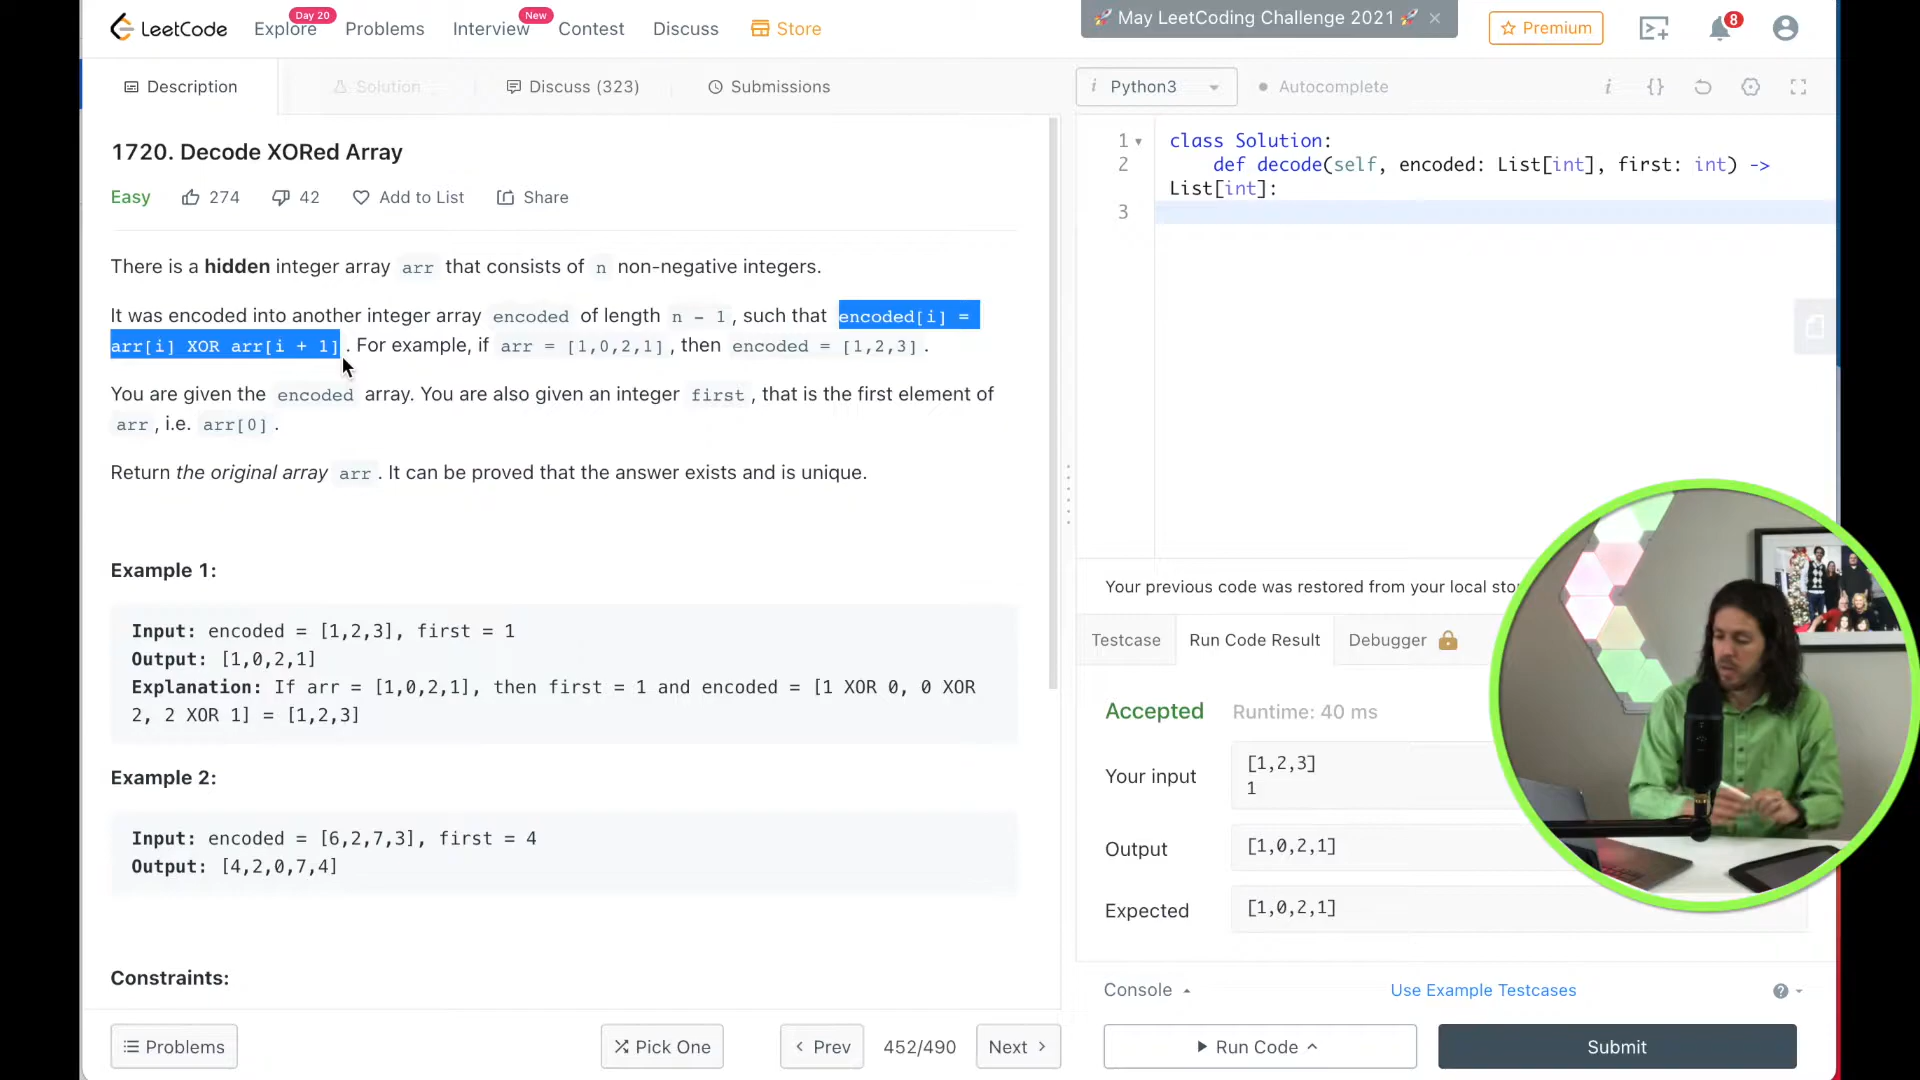 LeetCode Explore Day 20 Problems Interview New Contest Discuss Store 🚀 May LeetCoding Challenge 2021 🚀 × Premium 8
Description Solution Discuss (323) Submissions i Python3 Autocomplete i {}
1720. Decode XORed Array
Easy 274 42 Add to List Share
There is a hidden integer array arr that consists of n non-negative integers.
It was encoded into another integer array encoded of length n - 1, such that encoded[i] =
arr[i] XOR arr[i + 1]. For example, if arr = [1,0,2,1], then encoded = [1,2,3].
You are given the encoded array. You are also given an integer first, that is the first element of
arr, i.e. arr[0].
Return the original array arr. It can be proved that the answer exists and is unique.
Example 1:
Input: encoded = [1,2,3], first = 1
Output: [1,0,2,1]
Explanation: If arr = [1,0,2,1], then first = 1 and encoded = [1 XOR 0, 0 XOR
2, 2 XOR 1] = [1,2,3]
Example 2:
Input: encoded = [6,2,7,3], first = 4
Output: [4,2,0,7,4]
Constraints:
Problems Pick One Prev 452/490 Next
1 class Solution:
2 def decode(self, encoded: List[int], first: int) ->
List[int]:
3
Your previous code was restored from your local sto
Testcase Run Code Result Debugger
Accepted Runtime: 40 ms
Your input [1,2,3]
1
Output [1,0,2,1]
Expected [1,0,2,1]
Console Use Example Testcases ?
Run Code Submit